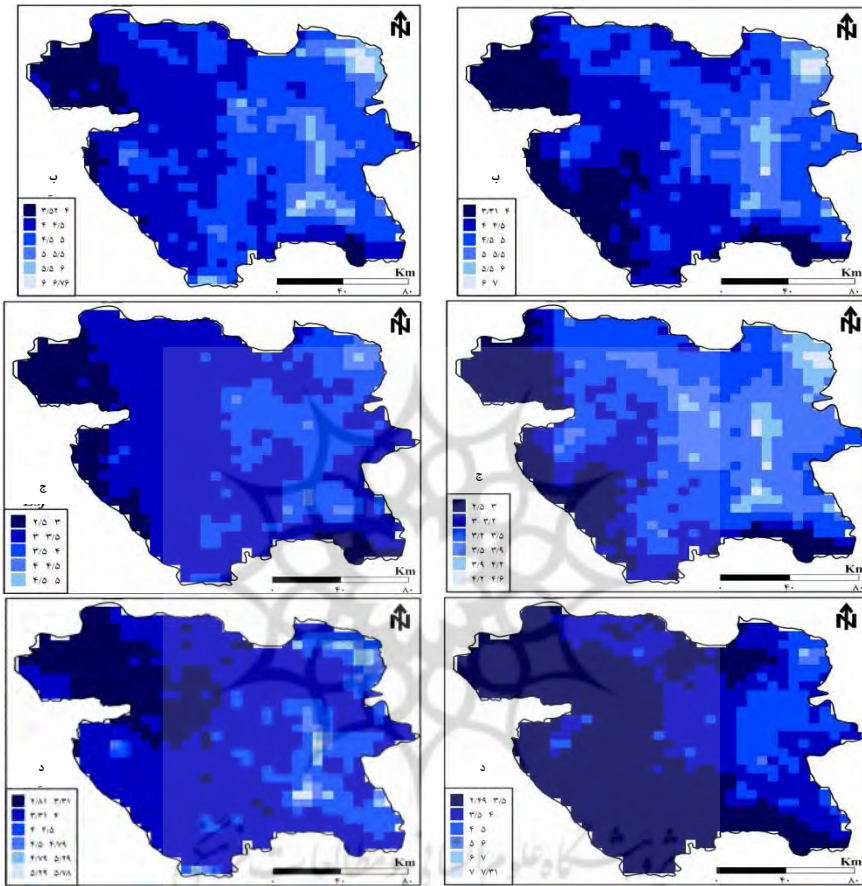 N
ب
۳/۵۲ ۴
۴ ۴/۵
۴/۵ ۵
۵ ۵/۵
۵/۵ ۶
۶ ۶/۷۶
Km
۰ ۴۰ ۸۰
N
ب
۳/۳۱ ۴
۴ ۴/۵
۴/۵ ۵
۵ ۵/۵
۵/۵ ۶
۶ ۷
Km
۰ ۴۰ ۸۰
N
ج
۲/۵ ۳
۳ ۳/۵
۳/۵ ۴
۴ ۴/۵
۴/۵ ۵
Km
۰ ۴۰ ۸۰
N
ج
۲/۵ ۳
۳ ۳/۲
۳/۲ ۳/۵
۳/۵ ۳/۹
۳/۹ ۴/۲
۴/۲ ۴/۶
Km
۰ ۴۰ ۸۰
N
د
۲/۸۱ ۳/۳۱
۳/۳۱ ۴
۴ ۴/۵
۴/۵ ۴/۷۹
۴/۷۹ ۵/۲۹
۵/۲۹ ۵/۷۸
Km
۰ ۴۰ ۸۰
N
د
۲/۴۹ ۳/۵
۳/۵ ۴
۴ ۵
۵ ۶
۶ ۷
۷ ۷/۳۱
Km
۰ ۴۰ ۸۰